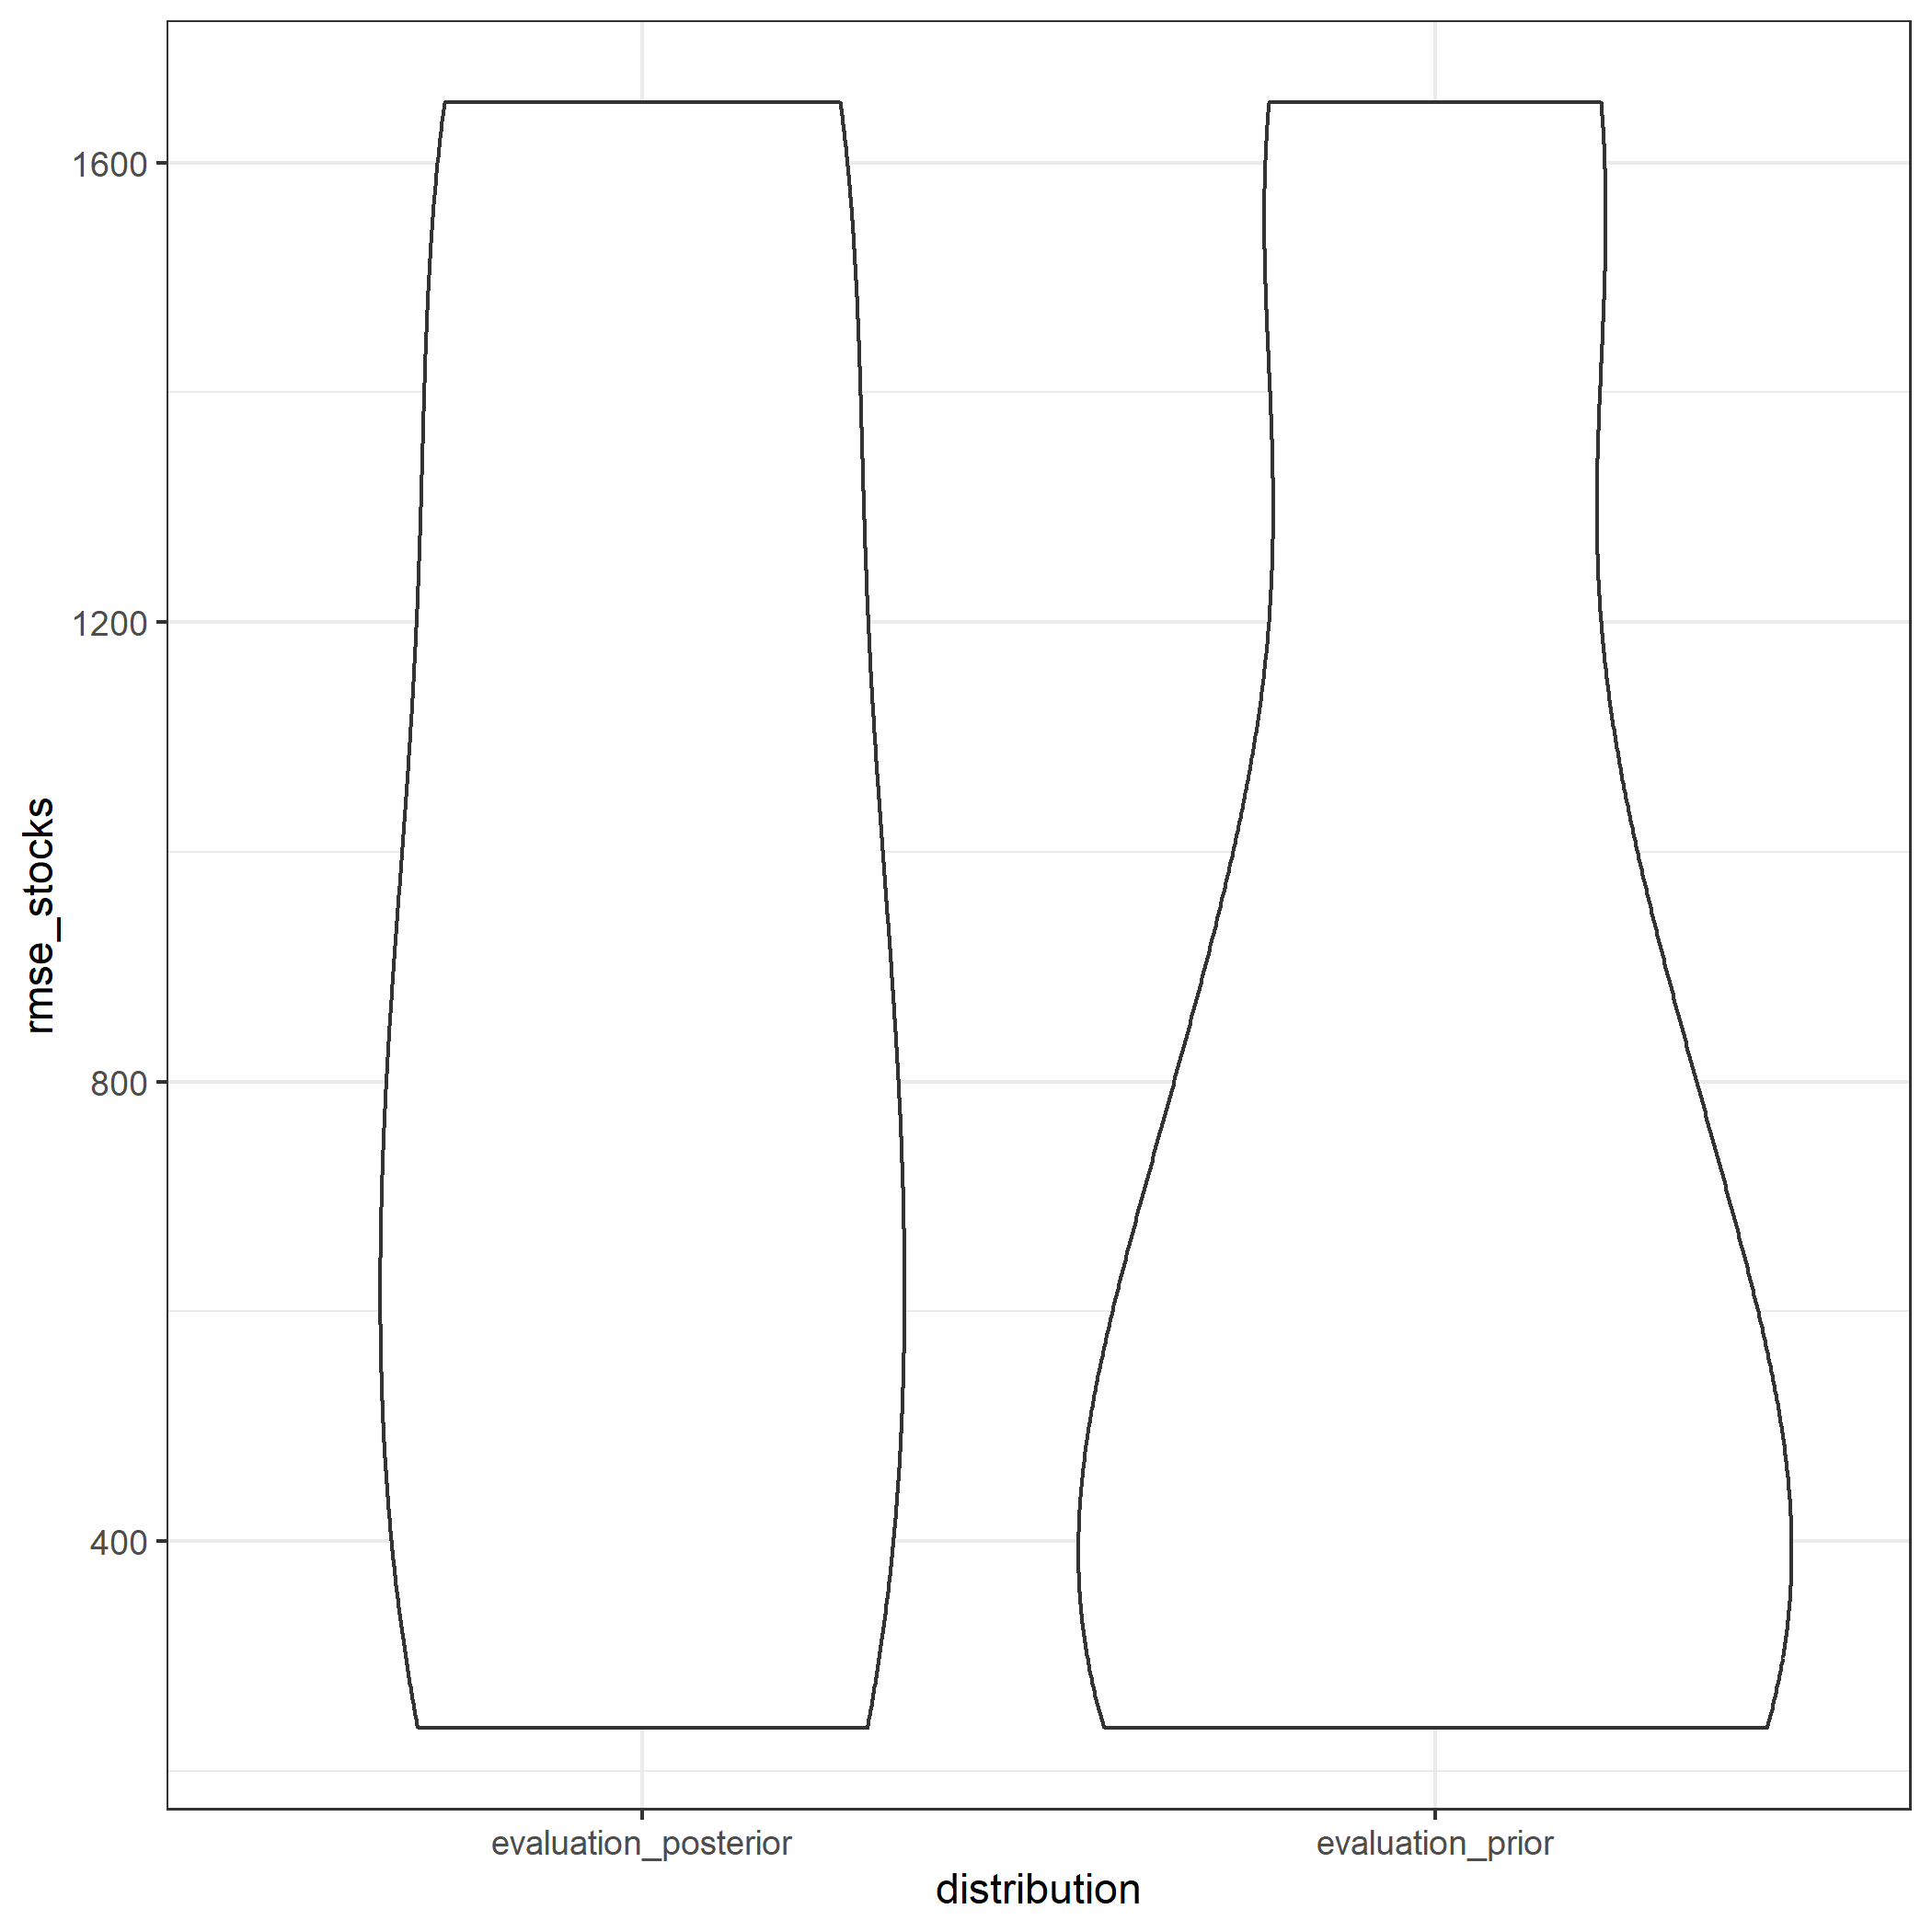 1600
1200
800
400
rmse_stocks
evaluation_posterior
evaluation_prior
distribution